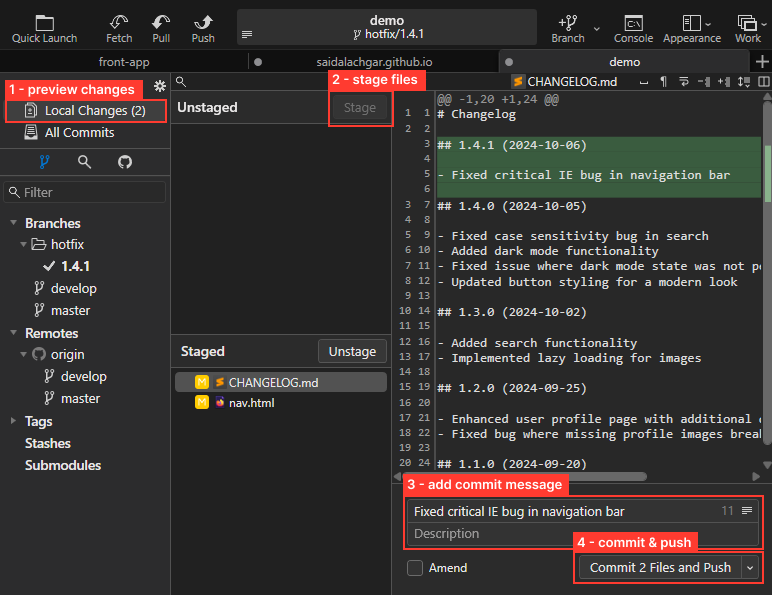 Quick Launch
Fetch
Pull
Push
demo
hotfix/1.4.1
Branch
Console
Appearance
Work
front-app
saidalachgar.github.io
demo
1 - preview changes
Local Changes (2)
All Commits
Filter
Branches
hotfix
1.4.1
develop
master
Remotes
origin
develop
master
Tags
Stashes
Submodules
2 - stage files
Unstaged
Stage
Staged
Unstage
M CHANGELOG.md
M nav.html
CHANGELOG.md
@@ -1,20 +1,24 @@
1 1 # Changelog
2 2
3 ## 1.4.1 (2024-10-06)
4
5 - Fixed critical IE bug in navigation bar
6
3 7 ## 1.4.0 (2024-10-05)
4 8
5 9 - Fixed case sensitivity bug in search
6 10 - Added dark mode functionality
7 11 - Fixed issue where dark mode state was not
8 12 - Updated button styling for a modern look
9 13
10 14 ## 1.3.0 (2024-10-02)
11 15
12 16 - Added search functionality
13 17 - Implemented lazy loading for images
14 18
15 19 ## 1.2.0 (2024-09-25)
16 20
17 21 - Enhanced user profile page with additional
18 22 - Fixed bug where missing profile images break
19 23
20 24 ## 1.1.0 (2024-09-20)
3 - add commit message
Fixed critical IE bug in navigation bar 11
Description
4 - commit & push
Amend
Commit 2 Files and Push